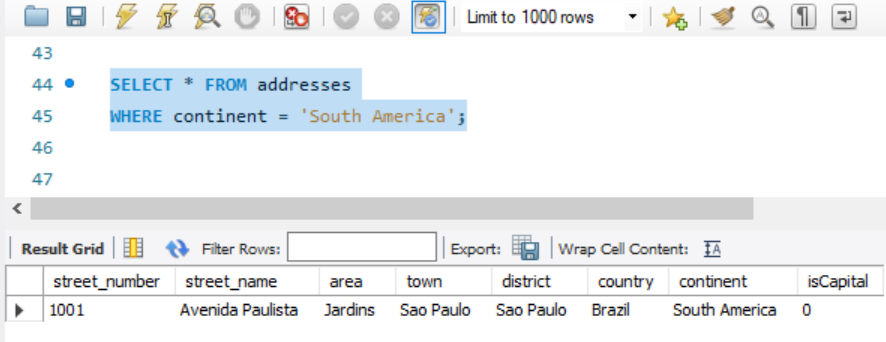 Limit to 1000 rows
43
44 SELECT * FROM addresses
45 WHERE continent = 'South America';
46
47
Result Grid Filter Rows: Export: Wrap Cell Content: IA
street_number street_name area town district country continent isCapital
1001 Avenida Paulista Jardins Sao Paulo Sao Paulo Brazil South America 0